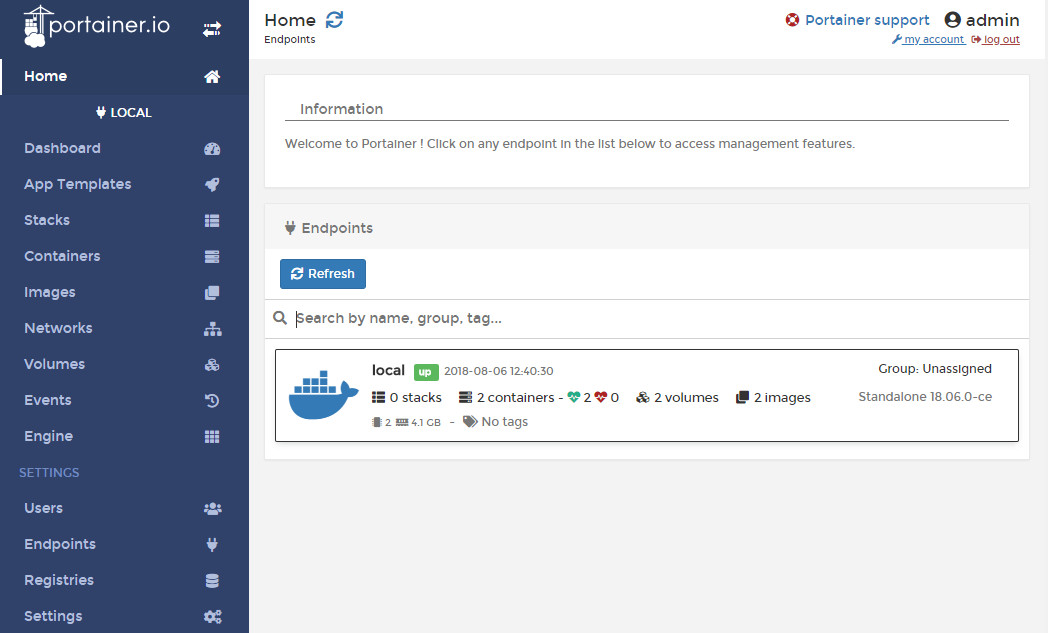 portainer.io
Home
LOCAL
Dashboard
App Templates
Stacks
Containers
Images
Networks
Volumes
Events
Engine
SETTINGS
Users
Endpoints
Registries
Settings
Home
Endpoints
Portainer support admin
my account log out
Information
Welcome to Portainer ! Click on any endpoint in the list below to access management features.
Endpoints
Refresh
Search by name, group, tag...
local up 2018-08-06 12:40:30 Group: Unassigned
0 stacks 2 containers - 2 0 2 volumes 2 images Standalone 18.06.0-ce
2 4.1 GB - No tags